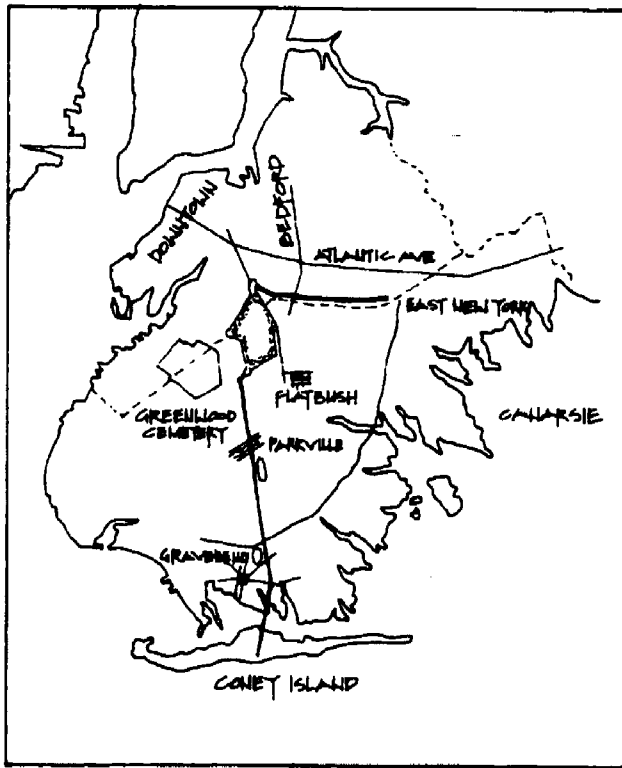 DOWNTOWN
BEDFORD
ATLANTIC AVE
EAST NEW YORK
FLATBUSH
GREENWOOD
CEMETERY
CANARSIE
PARKVILLE
GRAVESEND
CONEY ISLAND